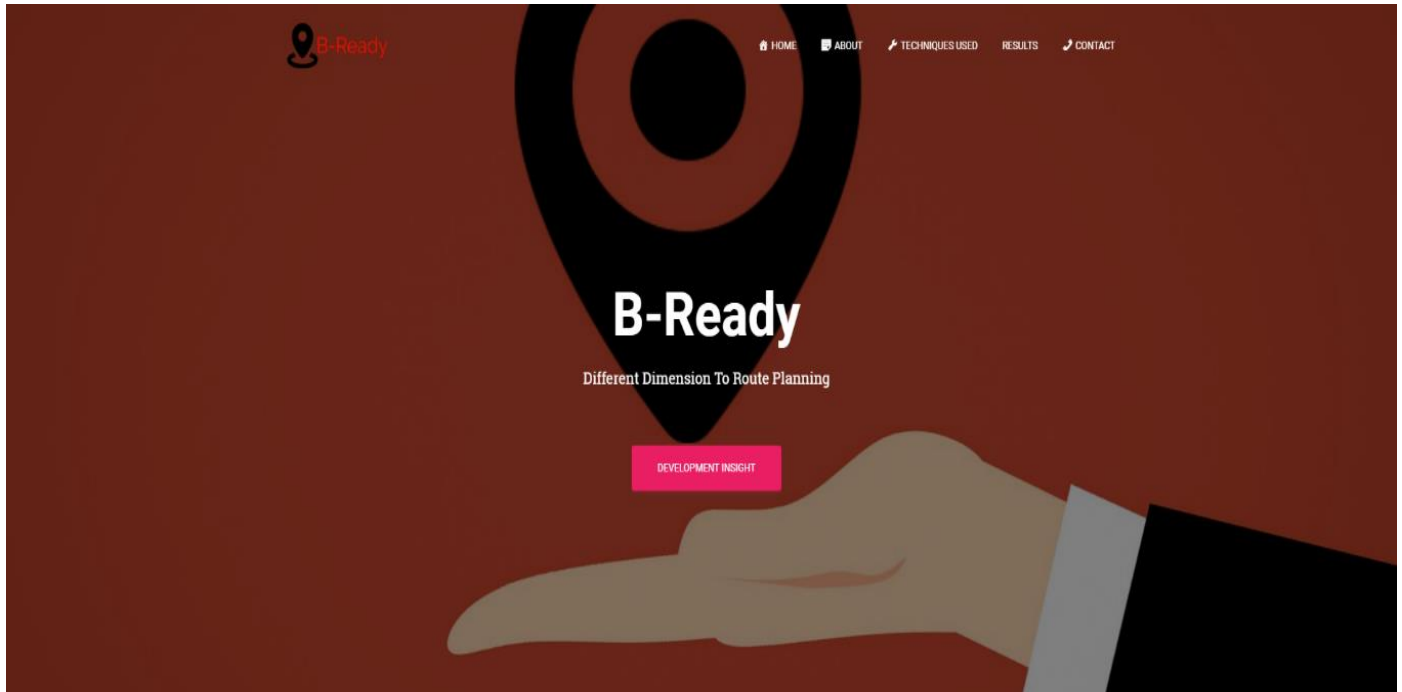 B-Ready
HOME ABOUT TECHNIQUES USED RESULTS CONTACT
B-Ready
Different Dimension To Route Planning
DEVELOPMENT INSIGHT